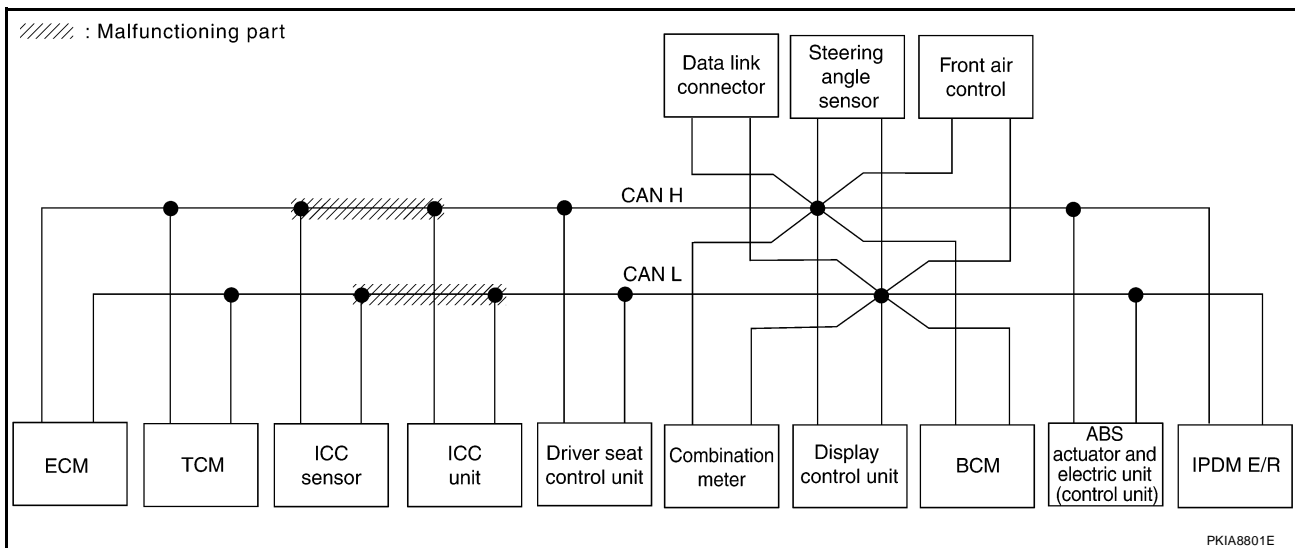 : Malfunctioning part
Data link
connector
Steering
angle
sensor
Front air
control
CAN H
CAN L
ECM
TCM
ICC
sensor
ICC
unit
Driver seat
control unit
Combination
meter
Display
control unit
BCM
ABS
actuator and
electric unit
(control unit)
IPDM E/R
PKIA8801E